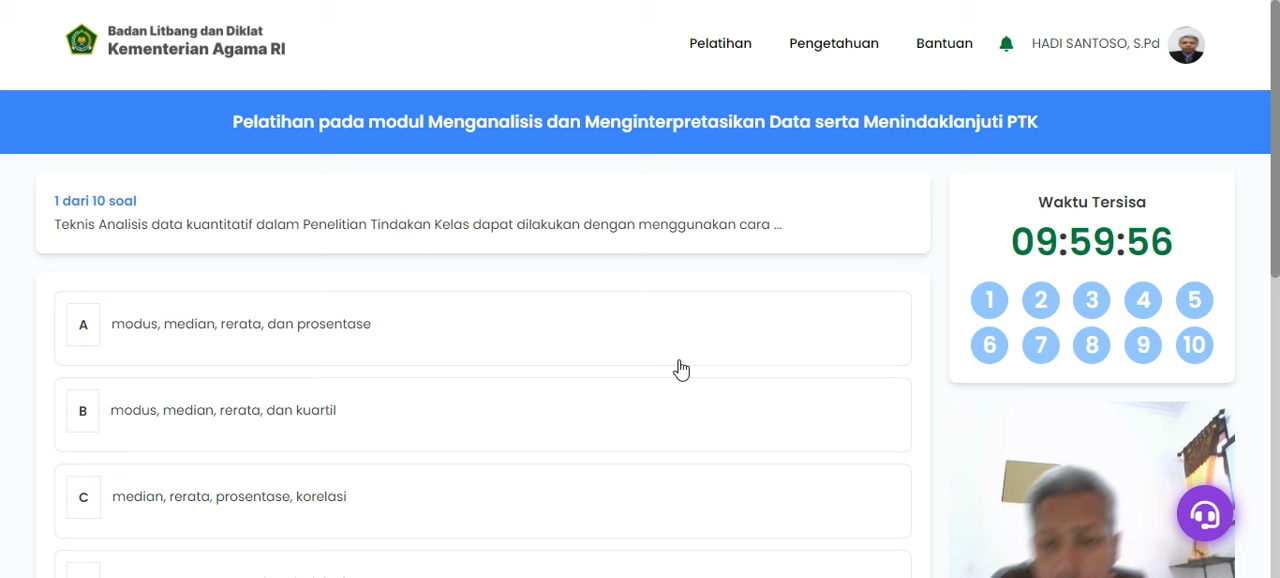 Badan Litbang dan Diklat
Kementerian Agama RI
Pelatihan
Pengetahuan
Bantuan
HADI SANTOSO, S.Pd
Pelatihan pada modul Menganalisis dan Menginterpretasikan Data serta Menindaklanjuti PTK
1 dari 10 soal
Teknis Analisis data kuantitatif dalam Penelitian Tindakan Kelas dapat dilakukan dengan menggunakan cara ...
A modus, median, rerata, dan prosentase
B modus, median, rerata, dan kuartil
C median, rerata, prosentase, korelasi
Waktu Tersisa
09:59:56
1 2 3 4 5
6 7 8 9 10